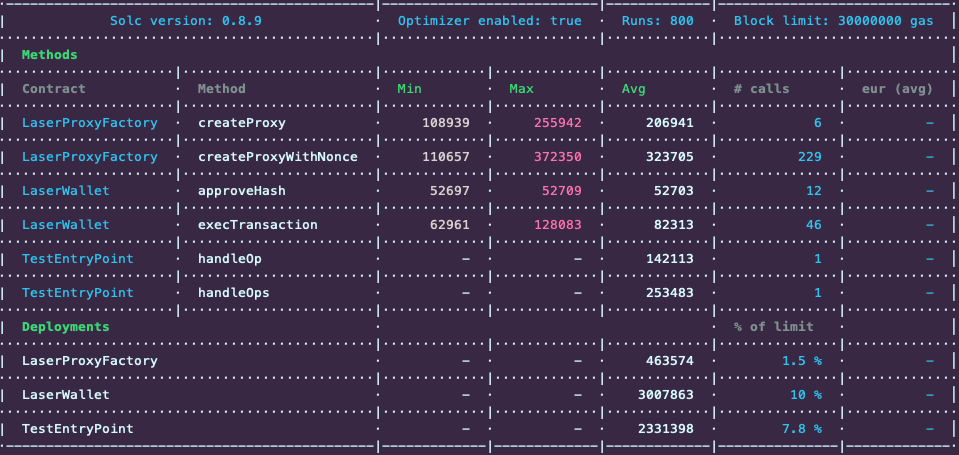 Solc version: 0.8.9 · Optimizer enabled: true · Runs: 800 · Block limit: 30000000 gas
Methods
Contract · Method · Min · Max · Avg · # calls · eur (avg)
LaserProxyFactory · createProxy · 108939 · 255942 · 206941 · 6 · –
LaserProxyFactory · createProxyWithNonce · 110657 · 372350 · 323705 · 229 · –
LaserWallet · approveHash · 52697 · 52709 · 52703 · 12 · –
LaserWallet · execTransaction · 62961 · 128083 · 82313 · 46 · –
TestEntryPoint · handleOp · – · – · 142113 · 1 · –
TestEntryPoint · handleOps · – · – · 253483 · 1 · –
Deployments · · % of limit ·
LaserProxyFactory · – · – · 463574 · 1.5 % · –
LaserWallet · – · – · 3007863 · 10 % · –
TestEntryPoint · – · – · 2331398 · 7.8 % · –